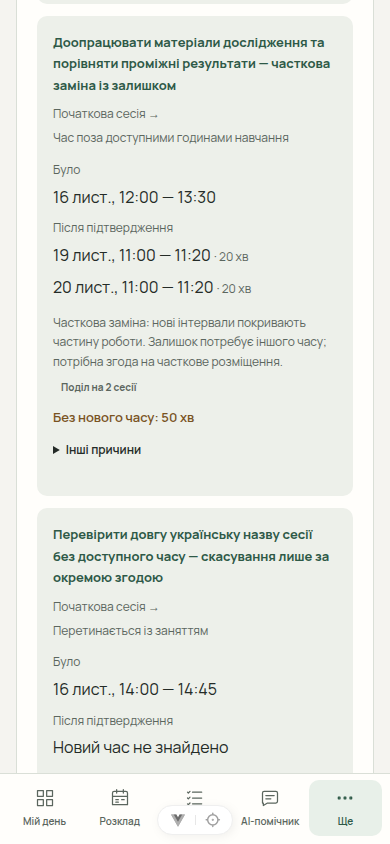 Доопрацювати матеріали дослідження та
порівняти проміжні результати — часткова
заміна із залишком
Початкова сесія →
Час поза доступними годинами навчання
Було
16 лист., 12:00 — 13:30
Після підтвердження
19 лист., 11:00 — 11:20 · 20 хв
20 лист., 11:00 — 11:20 · 20 хв
Часткова заміна: нові інтервали покривають
частину роботи. Залишок потребує іншого часу;
потрібна згода на часткове розміщення.
Поділ на 2 сесії
Без нового часу: 50 хв
▶ Інші причини
Перевірити довгу українську назву сесії
без доступного часу — скасування лише за
окремою згодою
Початкова сесія →
Перетинається із заняттям
Було
16 лист., 14:00 — 14:45
Після підтвердження
Новий час не знайдено
Мій день
Розклад
AI-помічник
Ще